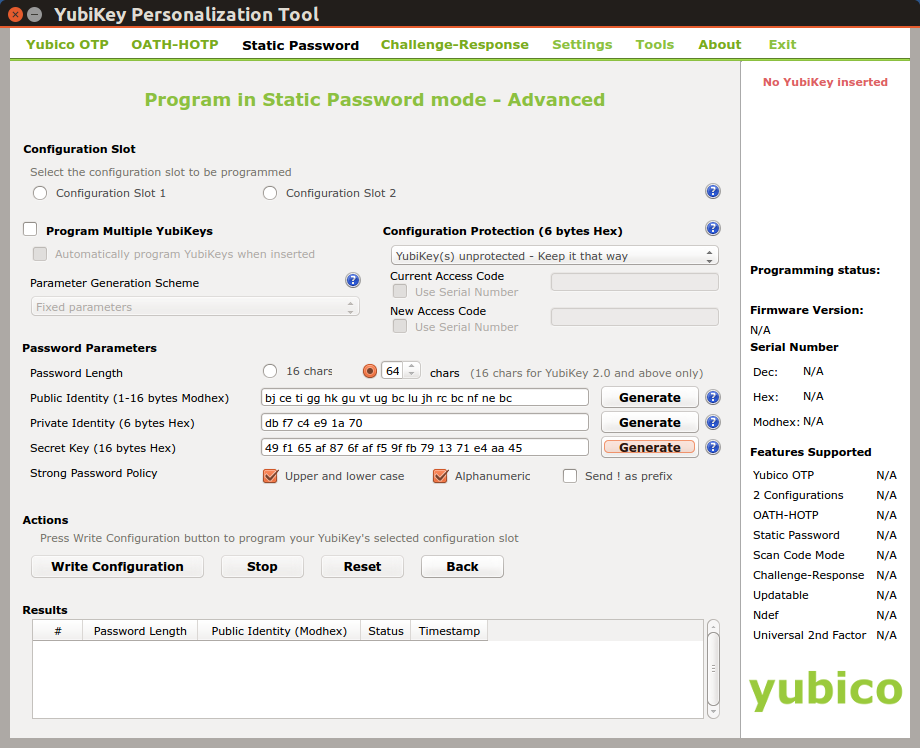 YubiKey Personalization Tool
Yubico OTP OATH-HOTP Static Password Challenge-Response Settings Tools About Exit
Program in Static Password mode - Advanced
Configuration Slot
Select the configuration slot to be programmed
Configuration Slot 1 Configuration Slot 2 ?
Program Multiple YubiKeys
Automatically program YubiKeys when inserted
Parameter Generation Scheme ?
Fixed parameters
Configuration Protection (6 bytes Hex) ?
YubiKey(s) unprotected - Keep it that way
Current Access Code
Use Serial Number
New Access Code
Use Serial Number
Password Parameters
Password Length 16 chars 64 chars (16 chars for YubiKey 2.0 and above only)
Public Identity (1-16 bytes Modhex) bj ce ti gg hk gu vt ug bc lu jh rc bc nf ne bc Generate ?
Private Identity (6 bytes Hex) db f7 c4 e9 1a 70 Generate ?
Secret Key (16 bytes Hex) 49 f1 65 af 87 6f af f5 9f fb 79 13 71 e4 aa 45 Generate ?
Strong Password Policy Upper and lower case Alphanumeric Send ! as prefix
Actions
Press Write Configuration button to program your YubiKey's selected configuration slot
Write Configuration Stop Reset Back
Results
# Password Length Public Identity (Modhex) Status Timestamp
No YubiKey inserted
Programming status:
Firmware Version:
N/A
Serial Number
Dec: N/A
Hex: N/A
Modhex: N/A
Features Supported
Yubico OTP N/A
2 Configurations N/A
OATH-HOTP N/A
Static Password N/A
Scan Code Mode N/A
Challenge-Response N/A
Updatable N/A
Ndef N/A
Universal 2nd Factor N/A
yubico